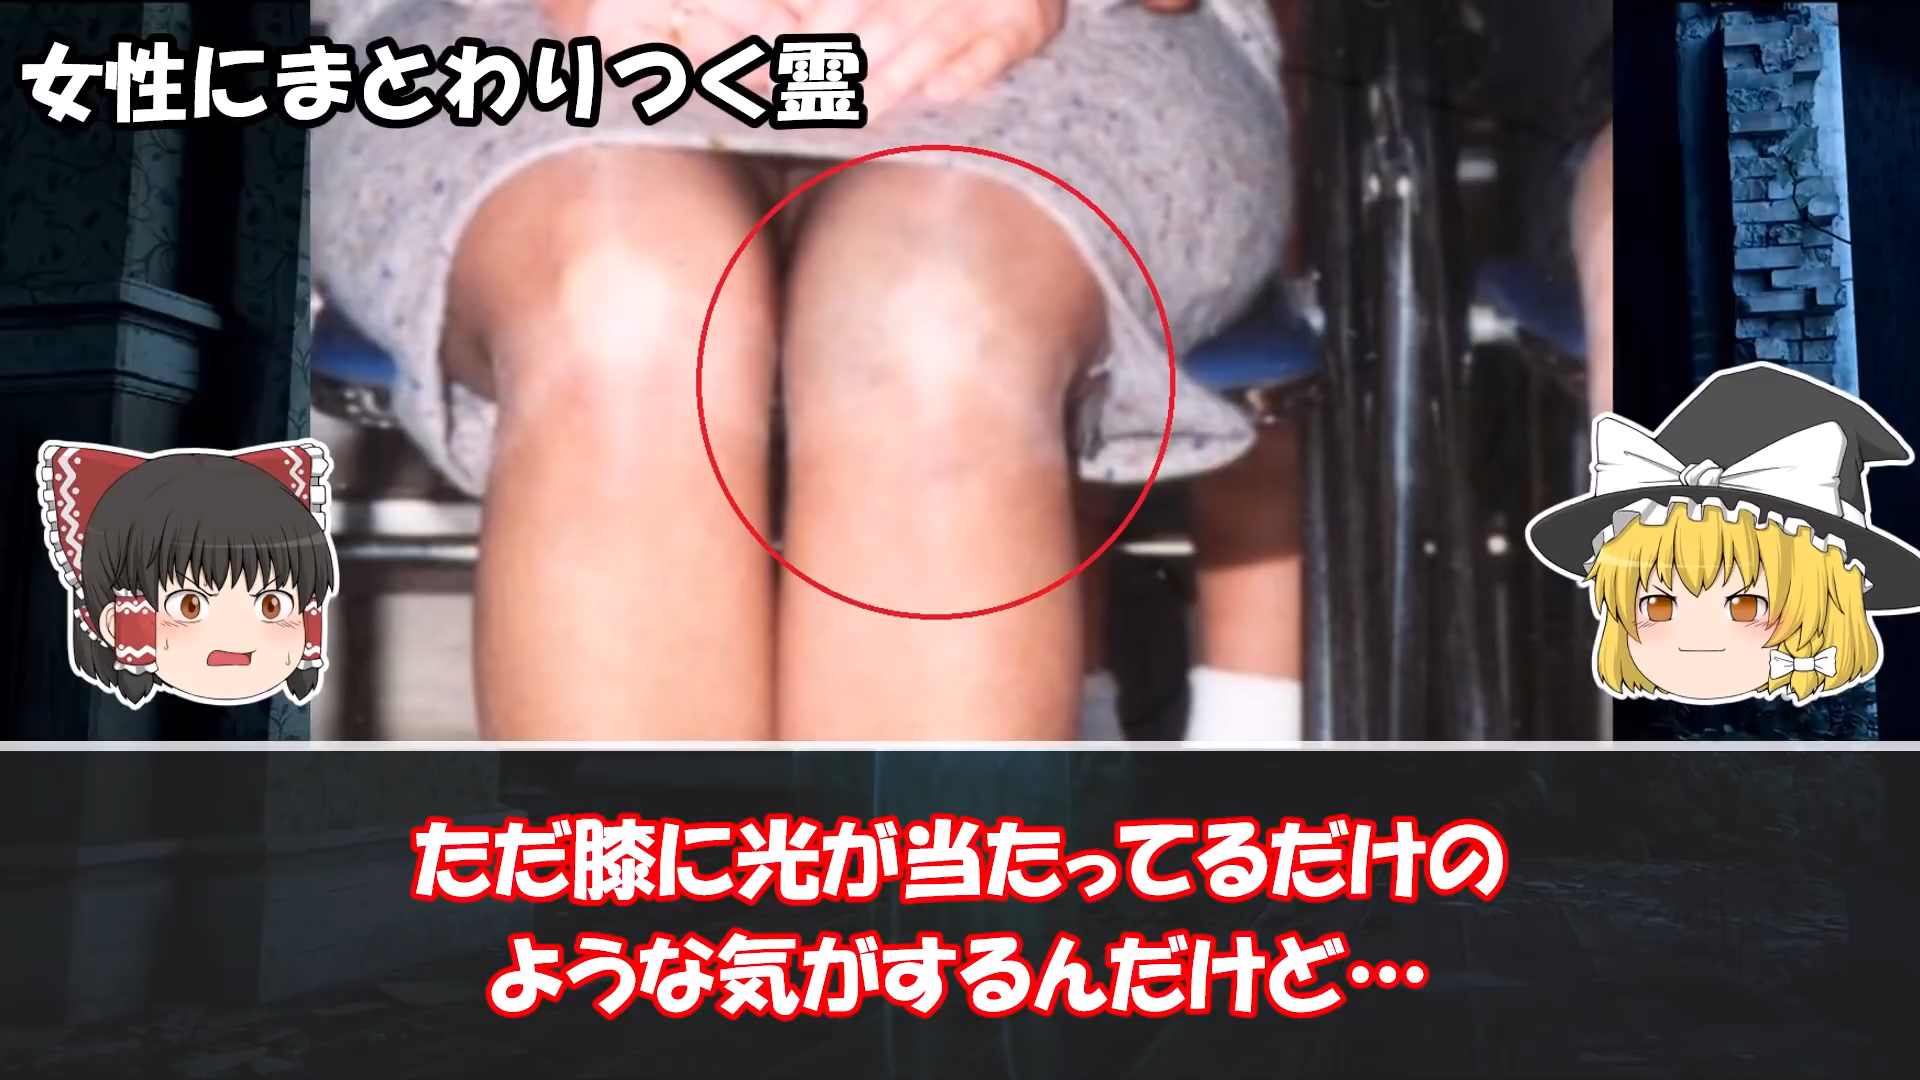 女性にまとわりつく霊
ただ膝に光が当たってるだけの
ような気がするんだけど…